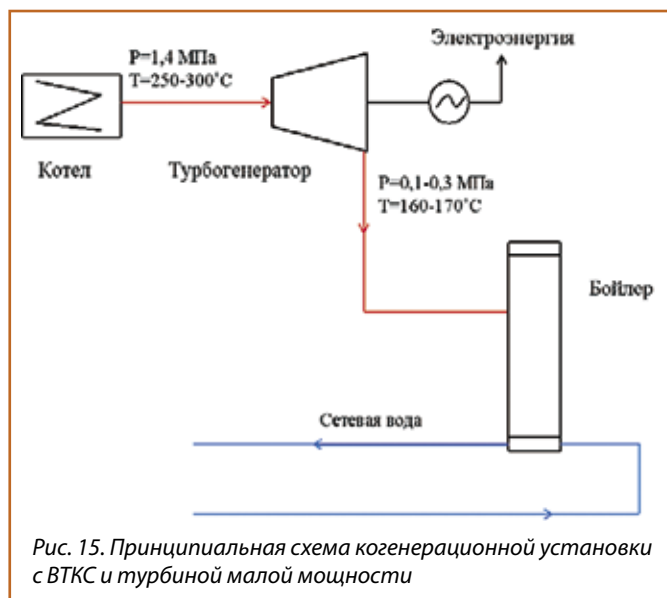 Электроэнергия
P=1,4 МПа
T=250-300˚C
Котел
Турбогенератор
P=0,1-0,3 МПа
T=160-170˚C
Бойлер
Сетевая вода
Рис. 15. Принципиальная схема когенерационной установки
с ВТКС и турбиной малой мощности